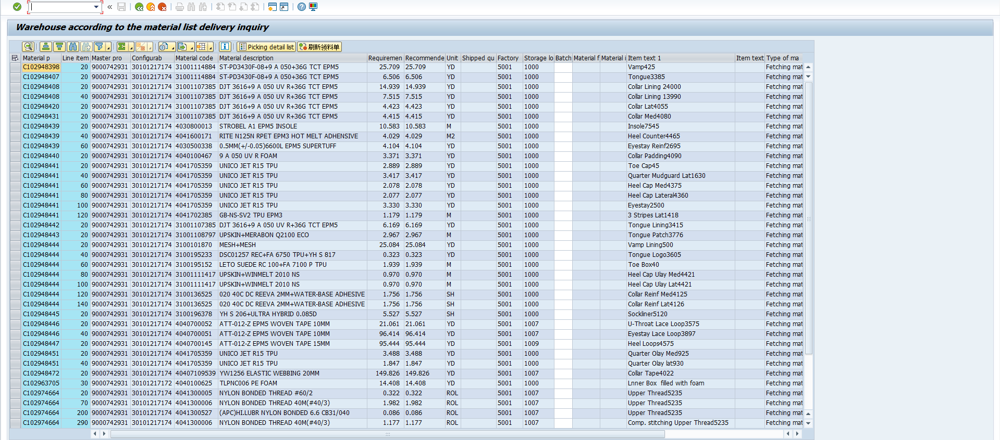 Warehouse according to the material list delivery inquiry
Picking detail list 刷新领料单
Material p Line item Master pro Configurab Material code Material description Requiremen Recommende Unit Shipped qu Factory Storage lo Batch Material f Material i Item text 1 Item text Type of ma
C102948398 20 9000742931 30101217174 31001114884 ST-PD3430F-08+9 A 050+36G TCT EPM5 25.709 25.709 YD 5001 1000 Vamp425 Fetching mat
C102948407 20 9000742931 30101217174 31001114884 ST-PD3430F-08+9 A 050+36G TCT EPM5 6.506 6.506 YD 5001 1000 Tongue3385 Fetching mat
C102948408 20 9000742931 30101217174 31001107385 DJT 3616+9 A 050 UV R+36G TCT EPM5 14.939 14.939 YD 5001 1000 Collar Lining 24000 Fetching mat
C102948408 40 9000742931 30101217174 31001107385 DJT 3616+9 A 050 UV R+36G TCT EPM5 7.515 7.515 YD 5001 1000 Collar Lining 13990 Fetching mat
C102948420 20 9000742931 30101217174 31001107385 DJT 3616+9 A 050 UV R+36G TCT EPM5 4.423 4.423 YD 5001 1000 Collar Lat4055 Fetching mat
C102948431 20 9000742931 30101217174 31001107385 DJT 3616+9 A 050 UV R+36G TCT EPM5 4.415 4.415 YD 5001 1000 Collar Med4080 Fetching mat
C102948439 20 9000742931 30101217174 4030800013 STROBEL A1 EPM5 INSOLE 10.583 10.583 M 5001 1000 Insole7545 Fetching mat
C102948439 40 9000742931 30101217174 4041600171 RITE N125N RPET EPM3 HOT MELT ADHENSIVE 4.029 4.029 M2 5001 1000 Heel Counter4465 Fetching mat
C102948439 60 9000742931 30101217174 4030500338 0.5MM(+/-0.05)6600L EPM5 SUPERTUFF 4.104 4.104 YD 5001 1000 Eyestay Reinf2695 Fetching mat
C102948440 20 9000742931 30101217174 4040100467 9 A 050 UV R FOAM 3.371 3.371 YD 5001 1000 Collar Padding4090 Fetching mat
C102948441 20 9000742931 30101217174 4041705359 UNICO JET R15 TPU 2.889 2.889 YD 5001 1000 Toe Cap45 Fetching mat
C102948441 40 9000742931 30101217174 4041705359 UNICO JET R15 TPU 3.417 3.417 YD 5001 1000 Quarter Mudguard Lat1630 Fetching mat
C102948441 60 9000742931 30101217174 4041705359 UNICO JET R15 TPU 2.078 2.078 YD 5001 1000 Heel Cap Med4375 Fetching mat
C102948441 80 9000742931 30101217174 4041705359 UNICO JET R15 TPU 2.077 2.077 YD 5001 1000 Heel Cap Lateral4360 Fetching mat
C102948441 100 9000742931 30101217174 4041705359 UNICO JET R15 TPU 3.330 3.330 YD 5001 1000 Eyestay2500 Fetching mat
C102948441 120 9000742931 30101217174 4041702385 GB-NS-SV2 TPU EPM3 1.179 1.179 M 5001 1000 3 Stripes Lat1418 Fetching mat
C102948442 20 9000742931 30101217174 31001107385 DJT 3616+9 A 050 UV R+36G TCT EPM5 6.169 6.169 YD 5001 1000 Tongue Lining3415 Fetching mat
C102948443 20 9000742931 30101217174 31001108797 UPSKIN+MERABON Q2100 ECO 2.967 2.967 M 5001 1000 Tongue Patch3776 Fetching mat
C102948444 20 9000742931 30101217174 3100101870 MESH+MESH 25.084 25.084 YD 5001 1000 Vamp Lining500 Fetching mat
C102948444 40 9000742931 30101217174 3100195233 DSC01257 REC+FA 6750 TPU+YH S 817 0.323 0.323 YD 5001 1000 Tongue Logo3605 Fetching mat
C102948444 60 9000742931 30101217174 3100195152 LETO SUEDE RC 100+FA 7100 P TPU 1.939 1.939 M 5001 1000 Toe Box40 Fetching mat
C102948444 80 9000742931 30101217174 31001111417 UPSKIN+WINMELT 2010 NS 0.970 0.970 M 5001 1000 Heel Cap Ulay Med4421 Fetching mat
C102948444 100 9000742931 30101217174 31001111417 UPSKIN+WINMELT 2010 NS 0.970 0.970 M 5001 1000 Heel Cap Ulay Lat4421 Fetching mat
C102948444 120 9000742931 30101217174 3100136525 020 40C DC REEVA 2MM+WATER-BASE ADHESIVE 1.756 1.756 SH 5001 1000 Collar Reinf Med4125 Fetching mat
C102948444 140 9000742931 30101217174 3100136525 020 40C DC REEVA 2MM+WATER-BASE ADHESIVE 1.756 1.756 SH 5001 1000 Collar Reinf Lat4126 Fetching mat
C102948445 20 9000742931 30101217174 3100196378 YH S 206+ULTRA HYBRID 0.085D 5.527 5.527 SH 5001 1000 Sockliner5120 Fetching mat
C102948446 20 9000742931 30101217174 4040700052 ATT-012-Z EPM5 WOVEN TAPE 10MM 21.061 21.061 YD 5001 1007 U-Throat Lace Loop3575 Fetching mat
C102948446 40 9000742931 30101217174 4040700051 ATT-012-Z EPM5 WOVEN TAPE 10MM 96.414 96.414 YD 5001 1007 Eyestay Lace Loop3897 Fetching mat
C102948447 20 9000742931 30101217174 4040700145 ATT-012-Z EPM5 WOVEN TAPE 15MM 95.444 95.444 YD 5001 1009 Heel Loops4575 Fetching mat
C102948451 20 9000742931 30101217174 4041705359 UNICO JET R15 TPU 3.488 3.488 YD 5001 1000 Quarter Olay Med925 Fetching mat
C102948451 40 9000742931 30101217174 4041705359 UNICO JET R15 TPU 1.847 1.847 YD 5001 1000 Quarter Olay lat930 Fetching mat
C102948472 20 9000742931 30101217174 40407109539 YW1256 ELASTIC WEBBING 20MM 149.826 149.826 YD 5001 1007 Collar Tape4022 Fetching mat
C102963705 30 9000742931 30101217172 4040100625 TLPNC006 PE FOAM 14.408 14.408 YD 5001 1000 Lnner Box filled with foam Fetching mat
C102974664 20 9000742931 30101217174 4041300005 NYLON BONDED THREAD #60/2 0.322 0.322 ROL 5001 1007 Upper Thread5235 Fetching mat
C102974664 70 9000742931 30101217174 4041300006 NYLON BONDED THREAD 40M(#40/3) 1.982 1.982 ROL 5001 1007 Upper Thread5235 Fetching mat
C102974664 200 9000742931 30101217174 4041300527 (APC)HI.LUBR NYLON BONDED 6.6 CB31/040 0.086 0.086 ROL 5001 1007 Upper Thread5235 Fetching mat
C102974664 290 9000742931 30101217174 4041300006 NYLON BONDED THREAD 40M(#40/3) 1.177 1.177 ROL 5001 1007 Comp. stitching Upper Thread5235 Fetching mat